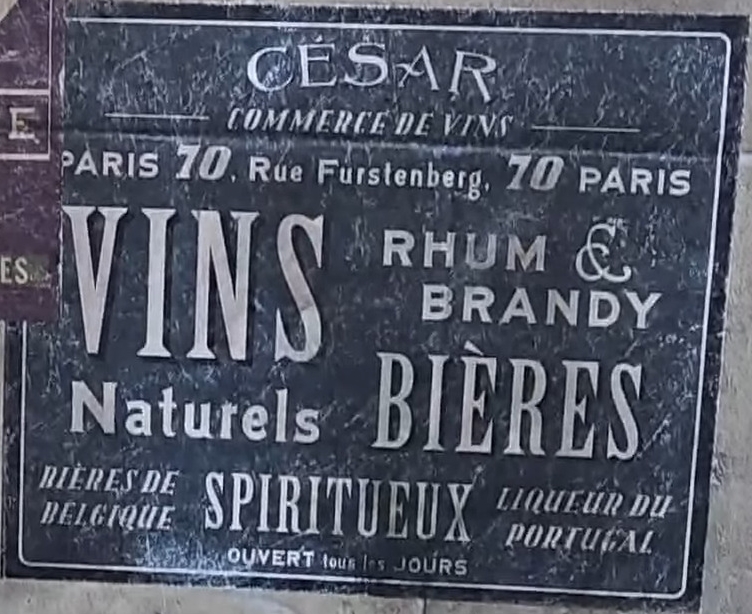 CÉSAR
COMMERCE DE VINS
PARIS 70, Rue Furstenberg, 70 PARIS
VINS
Naturels
RHUM &
BRANDY
BIÈRES
BIÈRES DE
BELGIQUE
SPIRITUEUX
LIQUEUR DU
PORTUGAL
OUVERT tous les JOURS
E
ES